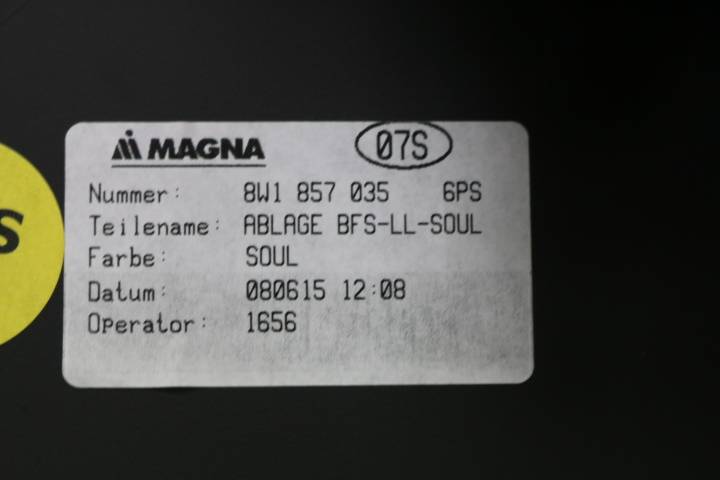 MAGNA 07S
Nummer: 8W1 857 035 6PS
Teilename: ABLAGE BFS-LL-SOUL
Farbe: SOUL
Datum: 080615 12:08
Operator: 1656
S